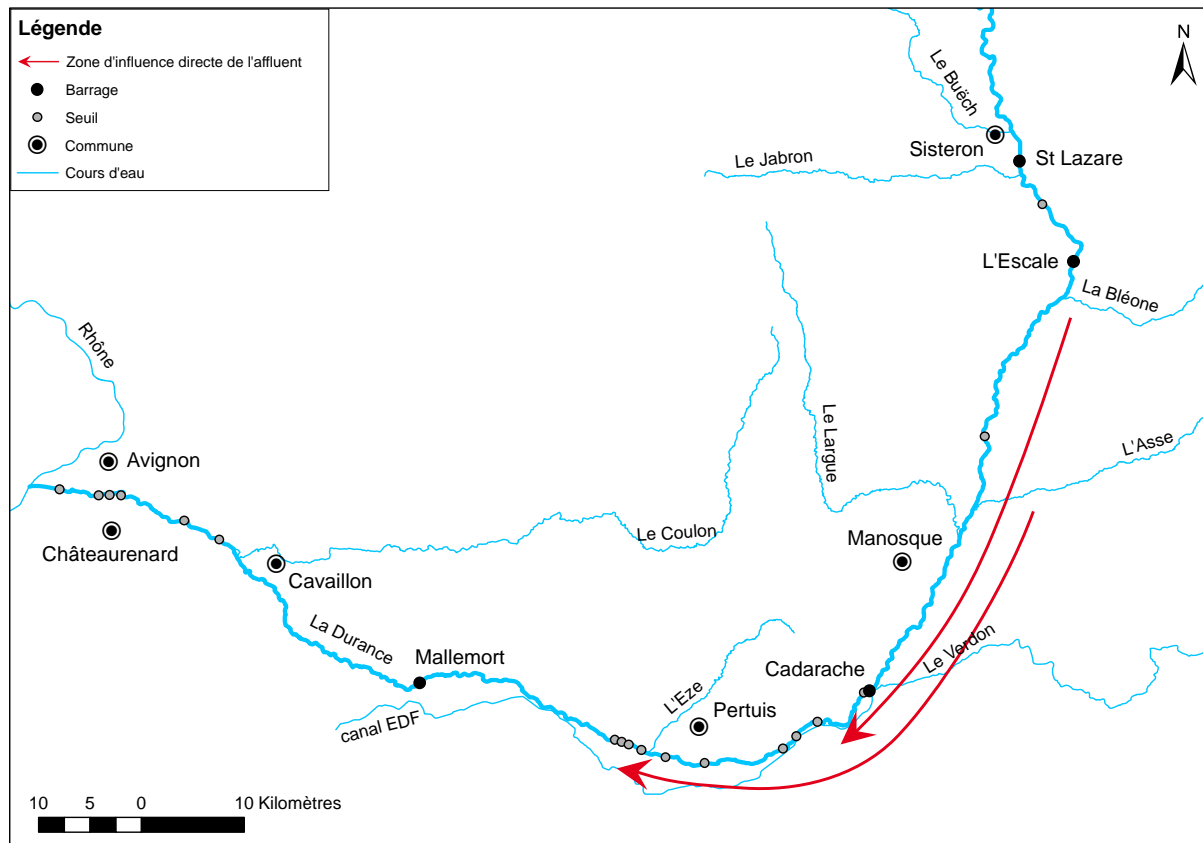 Légende
Zone d'influence directe de l'affluent
Barrage
Seuil
Commune
Cours d'eau
N
Le Buëch
Sisteron
St Lazare
Le Jabron
L'Escale
La Bléone
Rhône
Le Largue
L'Asse
Avignon
Le Coulon
Châteaurenard
Manosque
Cavaillon
La Durance
Le Verdon
Mallemort
Cadarache
L'Eze
Pertuis
canal EDF
10 5 0 10 Kilomètres